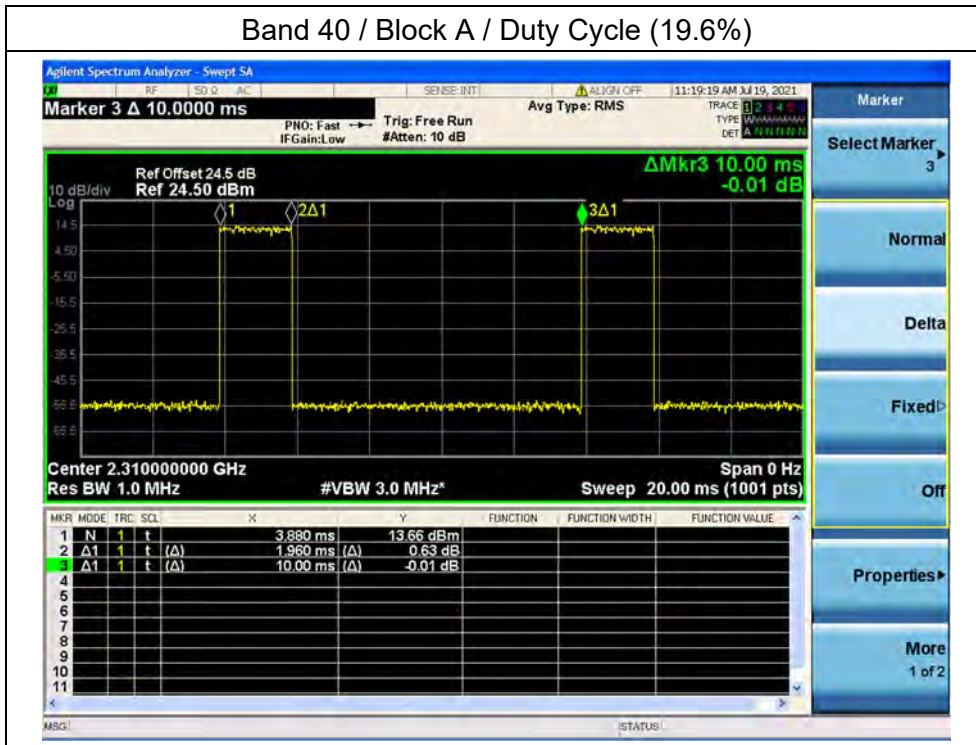 Band 40 / Block A / Duty Cycle (19.6%)
Agilent Spectrum Analyzer - Swept SA
RF 50 Ω AC SENSE:INT ALIGN OFF 11:19:19 AM Jul 19, 2021
Marker 3 Δ 10.0000 ms
PNO: Fast
IFGain:Low
Trig: Free Run
#Atten: 10 dB
Avg Type: RMS
TRACE 1 2 3 4 5 6
TYPE W
DET A N N N N N
Ref Offset 24.5 dB
10 dB/div Ref 24.50 dBm
ΔMkr3 10.00 ms
-0.01 dB
Log
1 2Δ1 3Δ1
14.5
4.50
-5.50
-15.5
-25.5
-35.5
-45.5
-55.5
-65.5
Center 2.310000000 GHz Span 0 Hz
Res BW 1.0 MHz #VBW 3.0 MHz* Sweep 20.00 ms (1001 pts)
MKR MODE TRC SCL X Y FUNCTION FUNCTION WIDTH FUNCTION VALUE
1 N 1 t 3.880 ms 13.66 dBm
2 Δ1 1 t (Δ) 1.960 ms (Δ) 0.63 dB
3 Δ1 1 t (Δ) 10.00 ms (Δ) -0.01 dB
4
5
6
7
8
9
10
11
MSG STATUS
Marker
Select Marker
3
Normal
Delta
Fixed
Off
Properties
More
1 of 2